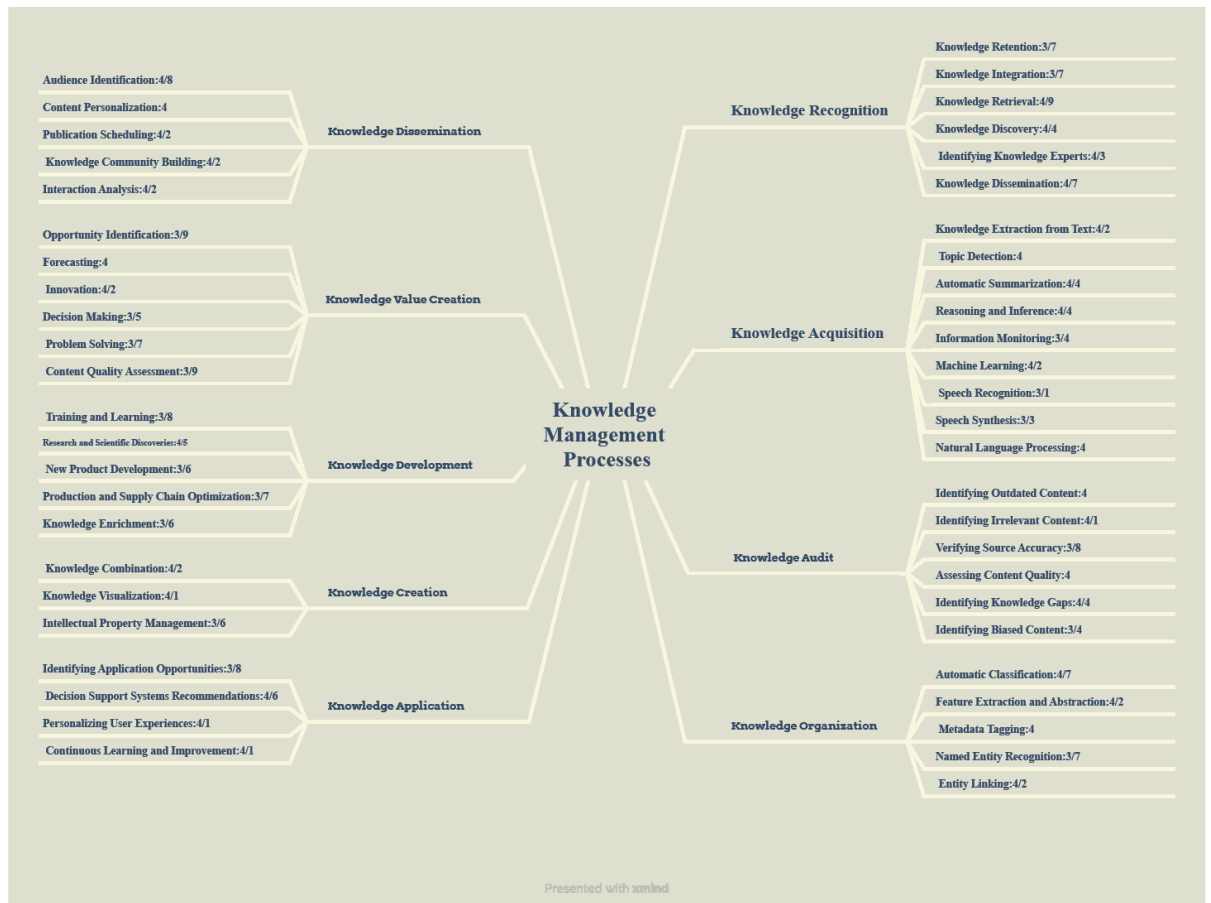 Knowledge
Management
Processes
Knowledge Recognition
Knowledge Retention:3/7
Knowledge Integration:3/7
Knowledge Retrieval:4/9
Knowledge Discovery:4/4
Identifying Knowledge Experts:4/3
Knowledge Dissemination:4/7
Knowledge Acquisition
Knowledge Extraction from Text:4/2
Topic Detection:4
Automatic Summarization:4/4
Reasoning and Inference:4/4
Information Monitoring:3/4
Machine Learning:4/2
Speech Recognition:3/1
Speech Synthesis:3/3
Natural Language Processing:4
Knowledge Audit
Identifying Outdated Content:4
Identifying Irrelevant Content:4/1
Verifying Source Accuracy:3/8
Assessing Content Quality:4
Identifying Knowledge Gaps:4/4
Identifying Biased Content:3/4
Knowledge Organization
Automatic Classification:4/7
Feature Extraction and Abstraction:4/2
Metadata Tagging:4
Named Entity Recognition:3/7
Entity Linking:4/2
Knowledge Dissemination
Audience Identification:4/8
Content Personalization:4
Publication Scheduling:4/2
Knowledge Community Building:4/2
Interaction Analysis:4/2
Knowledge Value Creation
Opportunity Identification:3/9
Forecasting:4
Innovation:4/2
Decision Making:3/5
Problem Solving:3/7
Content Quality Assessment:3/9
Knowledge Development
Training and Learning:3/8
Research and Scientific Discoveries:4/5
New Product Development:3/6
Production and Supply Chain Optimization:3/7
Knowledge Enrichment:3/6
Knowledge Creation
Knowledge Combination:4/2
Knowledge Visualization:4/1
Intellectual Property Management:3/6
Knowledge Application
Identifying Application Opportunities:3/8
Decision Support Systems Recommendations:4/6
Personalizing User Experiences:4/1
Continuous Learning and Improvement:4/1
Presented with xmind